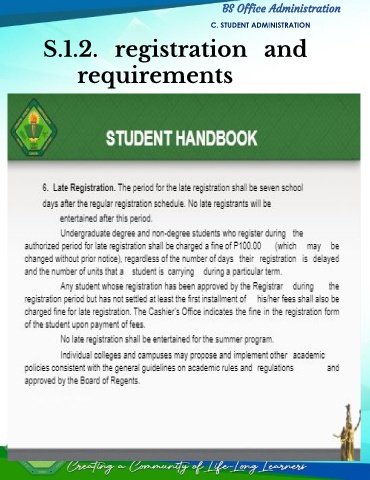 BS Office Administration
C. STUDENT ADMINISTRATION
S.1.2. registration and
requirements
STUDENT HANDBOOK
6. Late Registration. The period for the late registration shall be seven school
days after the regular registration schedule. No late registrants will be
entertained after this period.
Undergraduate degree and non-degree students who register during the
authorized period for late registration shall be charged a fine of P100.00 (which may be
changed without prior notice), regardless of the number of days their registration is delayed
and the number of units that a student is carrying during a particular term.
Any student whose registration has been approved by the Registrar during the
registration period but has not settled at least the first installment of his/her fees shall also be
charged fine for late registration. The Cashier's Office indicates the fine in the registration form
of the student upon payment of fees.
No late registration shall be entertained for the summer program.
Individual colleges and campuses may propose and implement other academic
policies consistent with the general guidelines on academic rules and regulations and
approved by the Board of Regents.
Creating a Community of Life-Long Learners